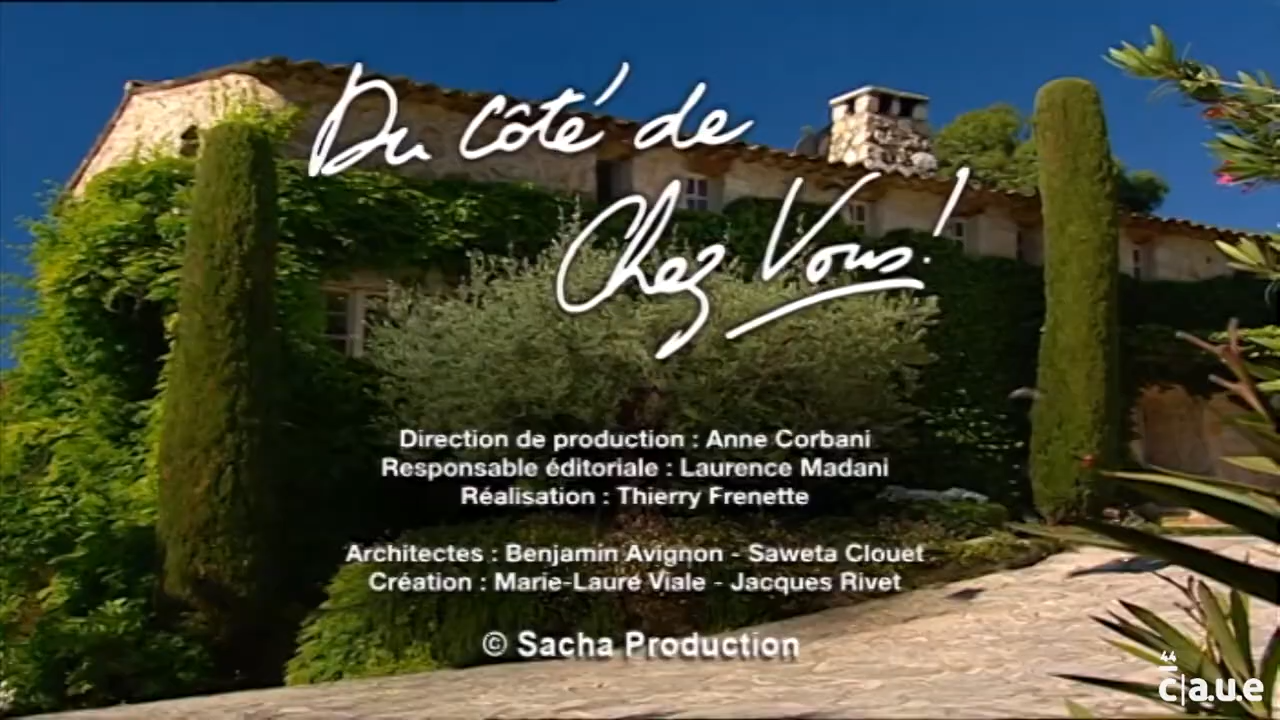 Du Côté de
Chez Vous!
Direction de production : Anne Corbani
Responsable éditoriale : Laurence Madani
Réalisation : Thierry Frenette
Architectes : Benjamin Avignon - Saweta Clouet
Création : Marie-Laure Viale - Jacques Rivet
© Sacha Production
44
c|a.u.e